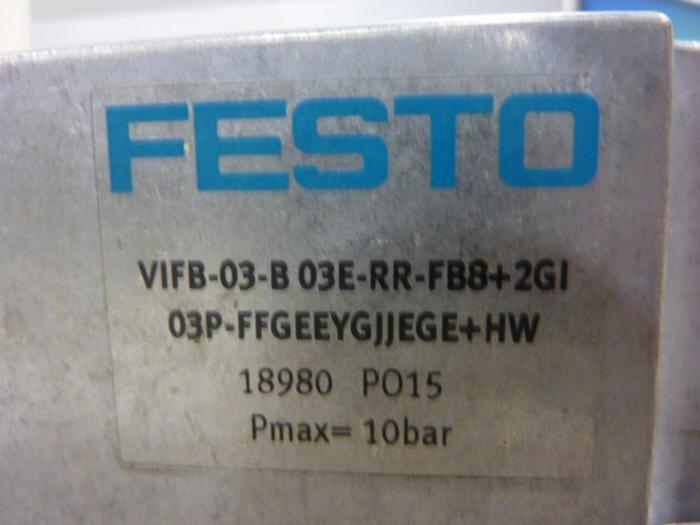 FESTO
VIFB-03-B 03E-RR-FB8+2GI
03P-FFGEEYGJJEGE+HW
18980 PO15
Pmax= 10bar